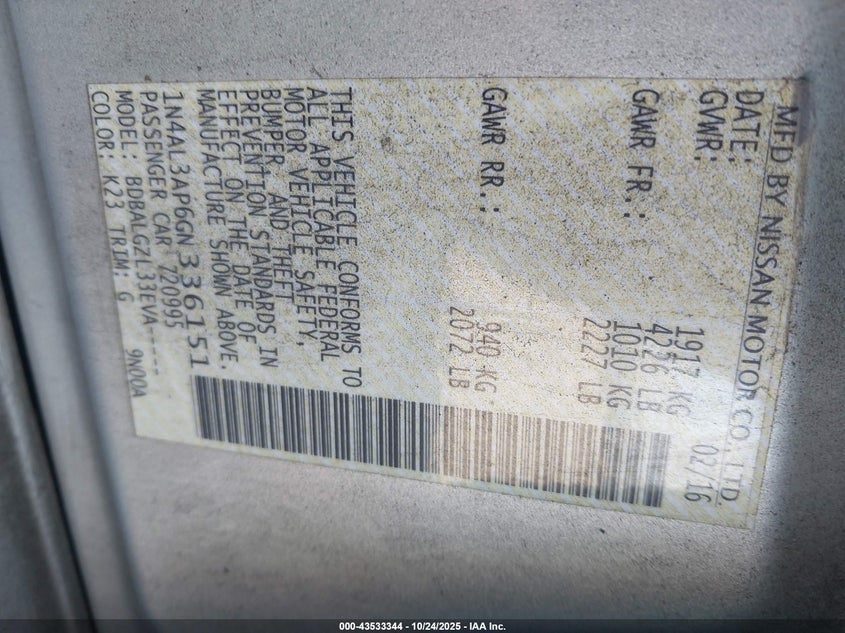 MFD BY NISSAN MOTOR CO., LTD.
DATE: 02/16
GVWR: 1917 KG
4226 LB
GAWR FR.: 1010 KG
2227 LB
GAWR RR.: 940 KG
2072 LB
THIS VEHICLE CONFORMS TO
ALL APPLICABLE FEDERAL
MOTOR VEHICLE SAFETY,
BUMPER AND THEFT
PREVENTION STANDARDS IN
EFFECT ON THE DATE OF
MANUFACTURE SHOWN ABOVE.
1N4AL3AP6GN336151
PASSENGER CAR 720995
MODEL: BDBALGZL33EVA-----
COLOR: K23 TRIM: G 9N00A
000-43533344 | 10/24/2025 - IAA Inc.